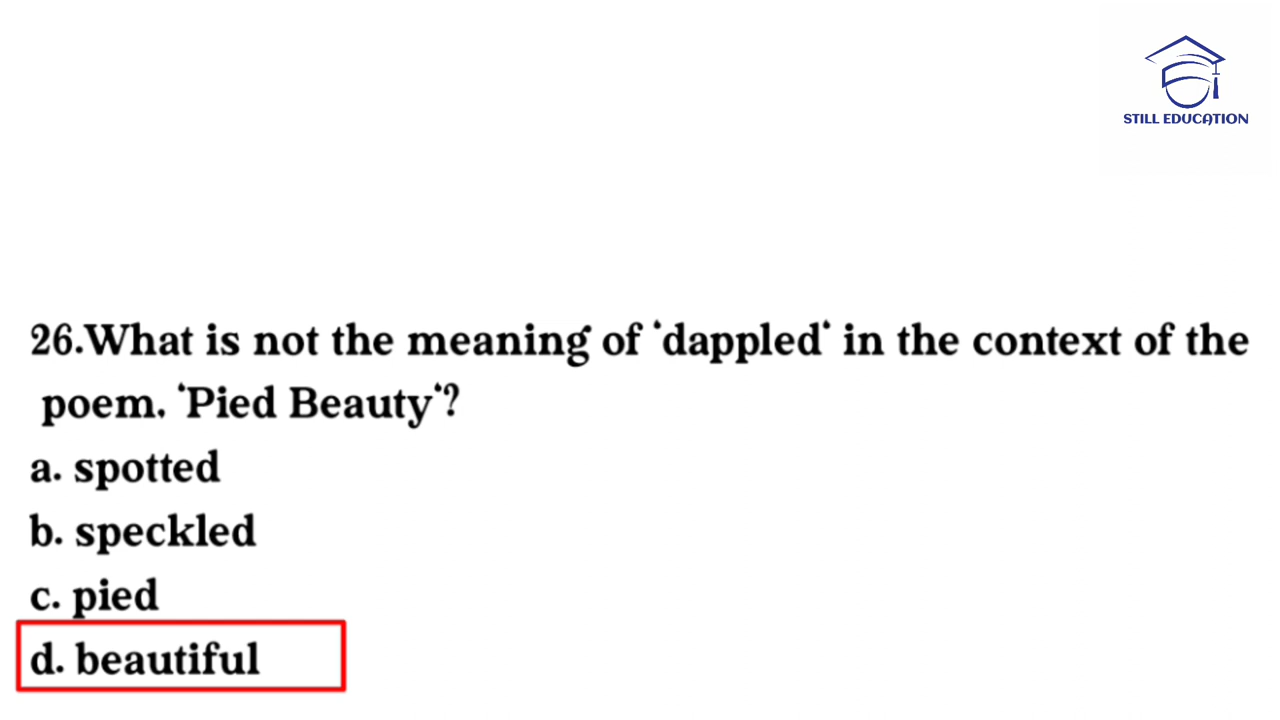 STILL EDUCATION
26.What is not the meaning of ‛dappled‛ in the context of the
poem. ‛Pied Beauty‛?
a. spotted
b. speckled
c. pied
d. beautiful